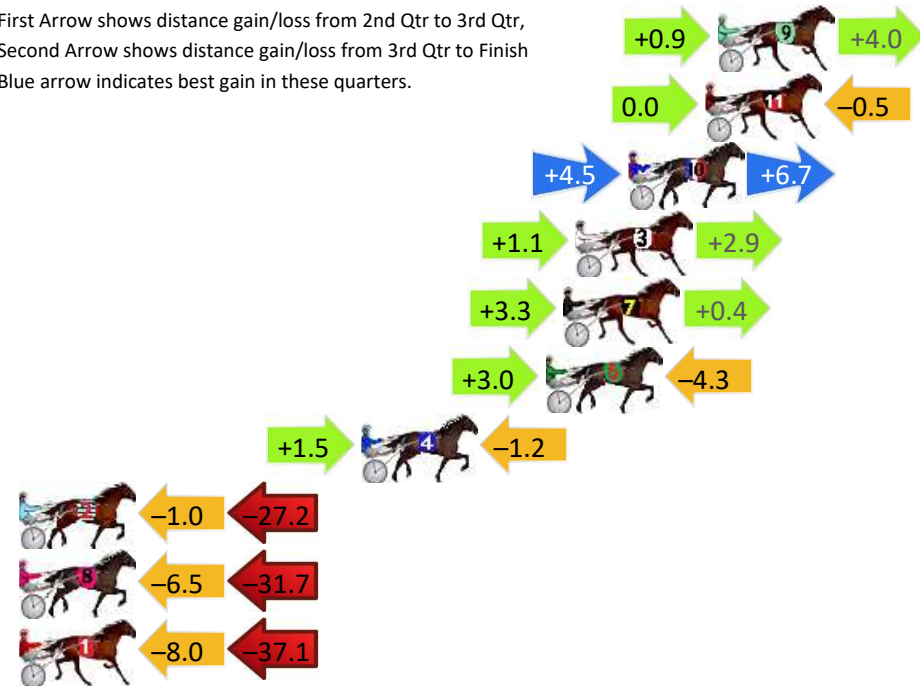 First Arrow shows distance gain/loss from 2nd Qtr to 3rd Qtr,
Second Arrow shows distance gain/loss from 3rd Qtr to Finish
Blue arrow indicates best gain in these quarters.
+0.9 9 +4.0
0.0 11 –0.5
+4.5 10 +6.7
+1.1 3 +2.9
+3.3 7 +0.4
+3.0 –4.3
+1.5 4 –1.2
2 –1.0 –27.2
8 –6.5 –31.7
1 –8.0 –37.1